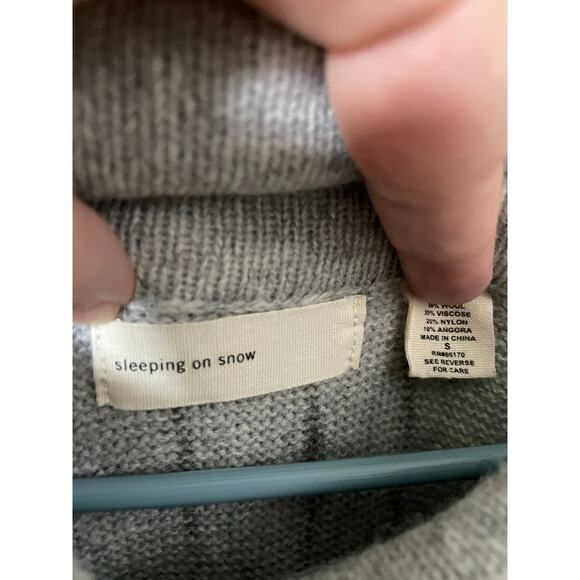 sleeping on snow
WOOL
35% VISCOSE
20% NYLON
10% ANGORA
MADE IN CHINA
S
SEE REVERSE
FOR CARE